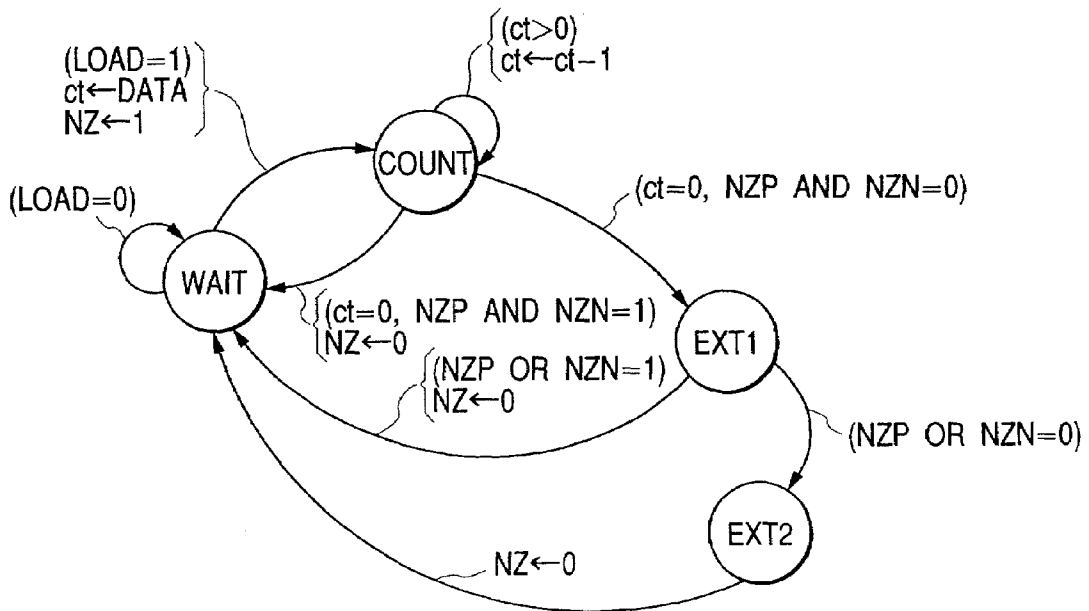 (ct>0)
ct←ct−1
(LOAD=1)
ct←DATA
NZ←1
COUNT
(ct=0, NZP AND NZN=0)
(LOAD=0)
WAIT
(ct=0, NZP AND NZN=1)
NZ←0
EXT1
(NZP OR NZN=1)
NZ←0
(NZP OR NZN=0)
EXT2
NZ←0